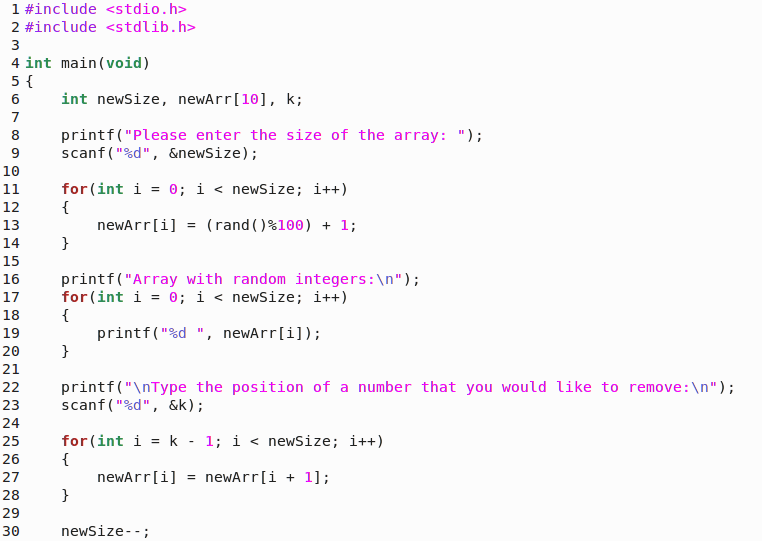 1 #include <stdio.h>
2 #include <stdlib.h>
3
4 int main(void)
5 {
6     int newSize, newArr[10], k;
7
8     printf("Please enter the size of the array: ");
9     scanf("%d", &newSize);
10
11     for(int i = 0; i < newSize; i++)
12     {
13         newArr[i] = (rand()%100) + 1;
14     }
15
16     printf("Array with random integers:\n");
17     for(int i = 0; i < newSize; i++)
18     {
19         printf("%d ", newArr[i]);
20     }
21
22     printf("\nType the position of a number that you would like to remove:\n");
23     scanf("%d", &k);
24
25     for(int i = k - 1; i < newSize; i++)
26     {
27         newArr[i] = newArr[i + 1];
28     }
29
30     newSize--;